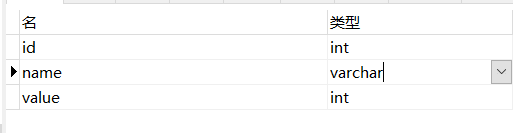 名 类型
id int
name varchar
value int